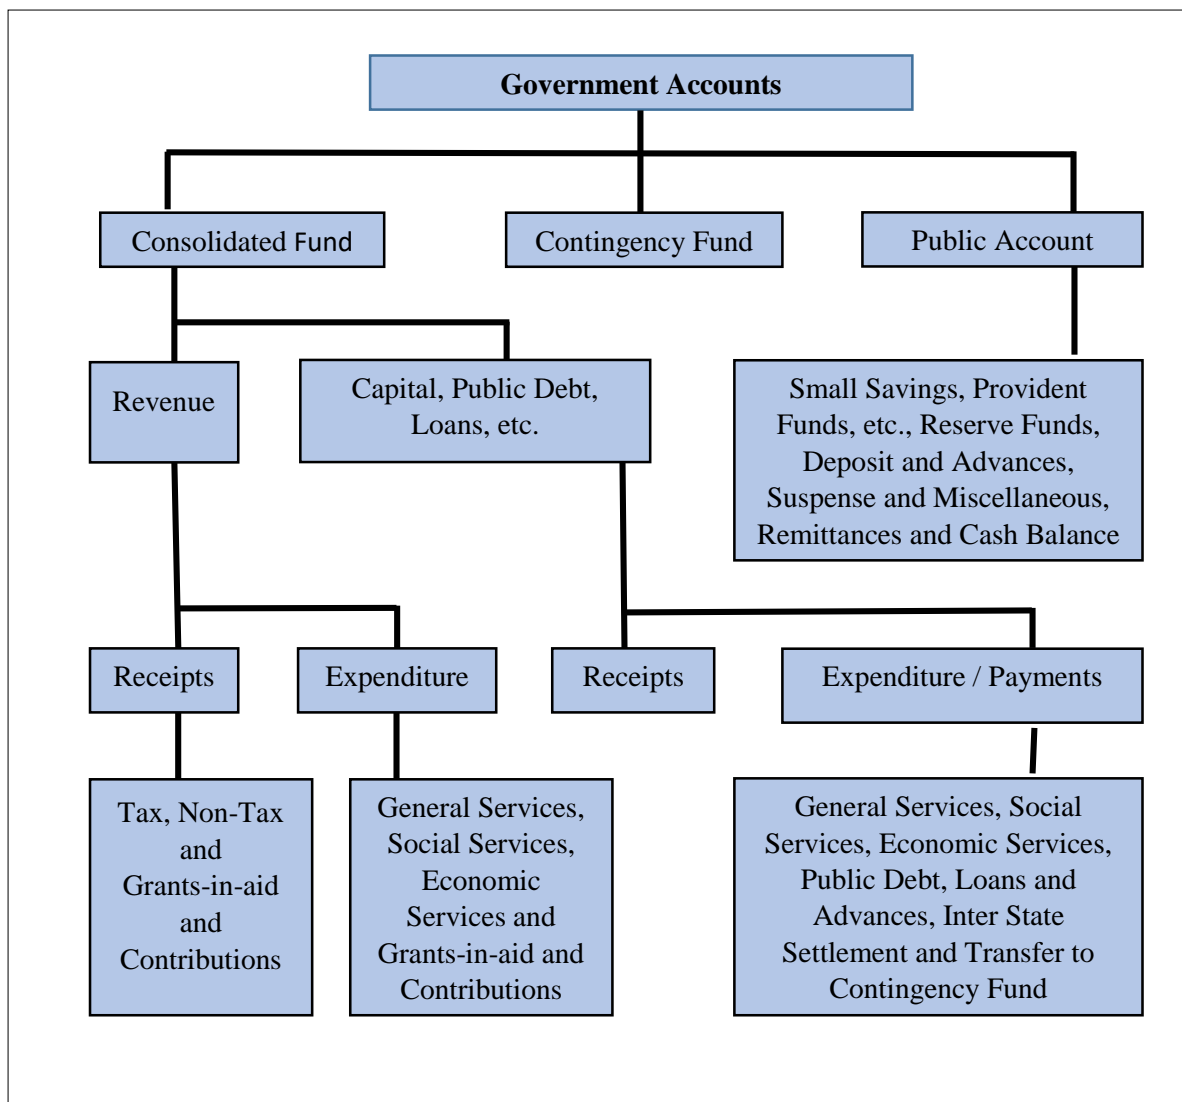 Government Accounts
Consolidated Fund
Contingency Fund
Public Account
Revenue
Capital, Public Debt,
Loans, etc.
Small Savings, Provident
Funds, etc., Reserve Funds,
Deposit and Advances,
Suspense and Miscellaneous,
Remittances and Cash Balance
Receipts
Expenditure
Receipts
Expenditure / Payments
Tax, Non-Tax
and
Grants-in-aid
and
Contributions
General Services,
Social Services,
Economic
Services and
Grants-in-aid and
Contributions
General Services, Social
Services, Economic Services,
Public Debt, Loans and
Advances, Inter State
Settlement and Transfer to
Contingency Fund